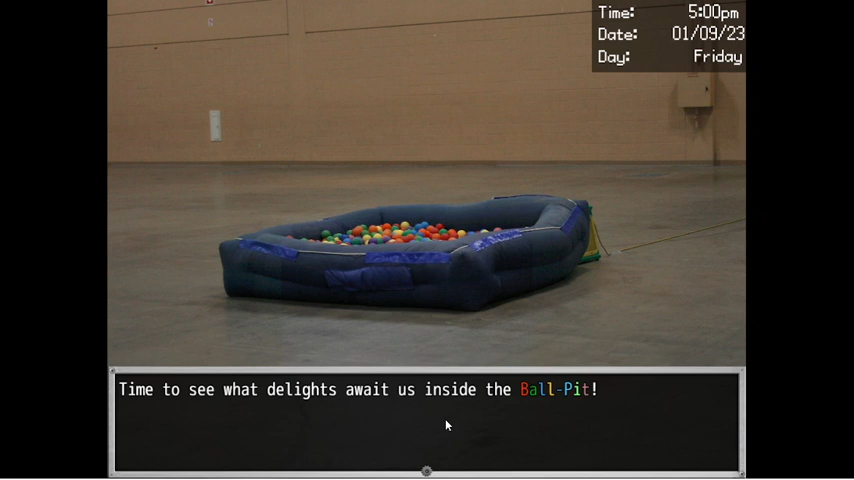 Time: 5:00pm
Date: 01/09/23
Day: Friday
Time to see what delights await us inside the Ball-Pit!